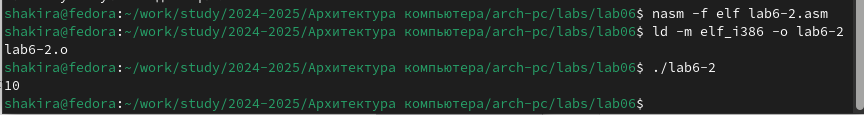 shakira@fedora:~/work/study/2024-2025/Архитектура компьютера/arch-pc/labs/lab06$ nasm -f elf lab6-2.asm
shakira@fedora:~/work/study/2024-2025/Архитектура компьютера/arch-pc/labs/lab06$ ld -m elf_i386 -o lab6-2
lab6-2.o
shakira@fedora:~/work/study/2024-2025/Архитектура компьютера/arch-pc/labs/lab06$ ./lab6-2
10
shakira@fedora:~/work/study/2024-2025/Архитектура компьютера/arch-pc/labs/lab06$